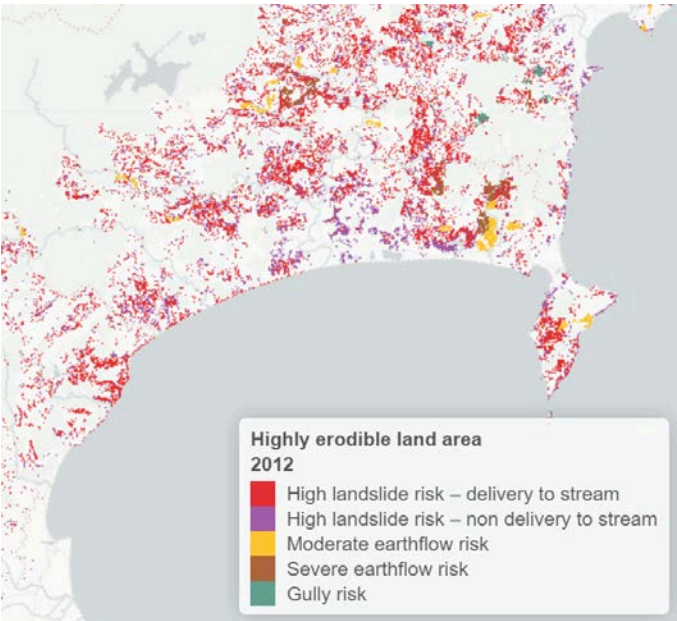 Highly erodible land area
2012
High landslide risk – delivery to stream
High landslide risk – non delivery to stream
Moderate earthflow risk
Severe earthflow risk
Gully risk